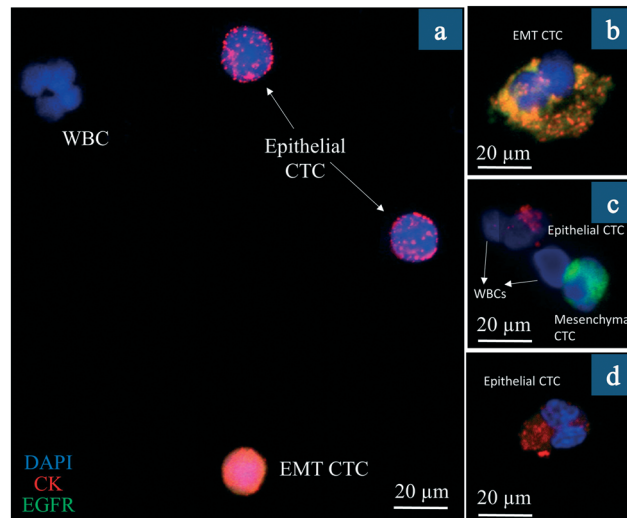 a
WBC
Epithelial
CTC
EMT CTC
DAPI
CK
EGFR
20 µm
b
EMT CTC
20 µm
c
Epithelial CTC
WBCs
Mesenchyma
CTC
20 µm
d
Epithelial CTC
20 µm